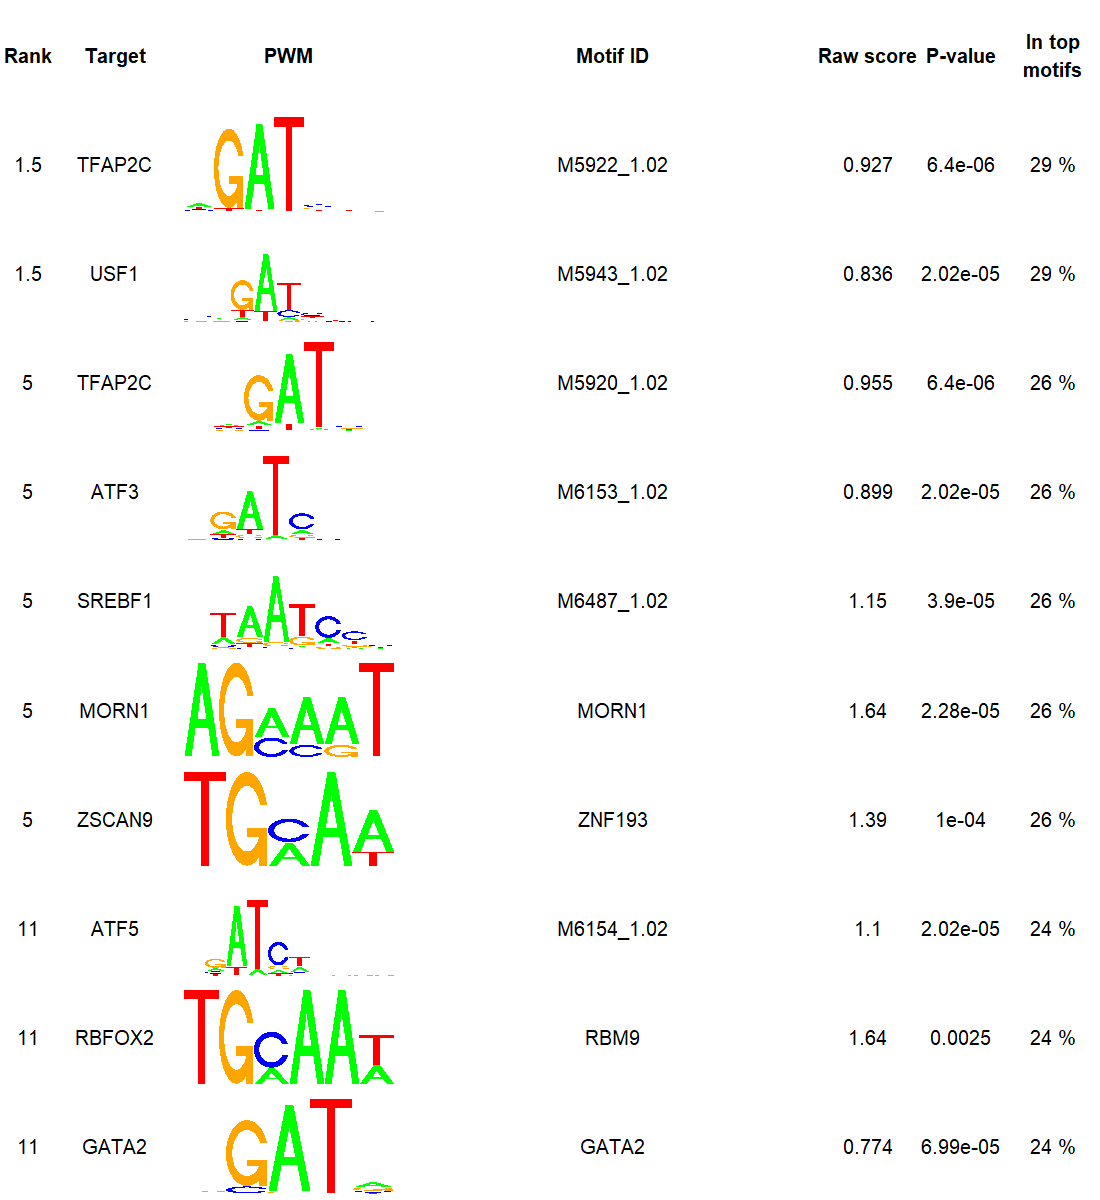 Rank Target PWM Motif ID Raw score P-value In top motifs
1.5 TFAP2C GAT M5922_1.02 0.927 6.4e-06 29 %
1.5 USF1 GAT M5943_1.02 0.836 2.02e-05 29 %
5 TFAP2C GAT M5920_1.02 0.955 6.4e-06 26 %
5 ATF3 GATC M6153_1.02 0.899 2.02e-05 26 %
5 SREBF1 TAATCC M6487_1.02 1.15 3.9e-05 26 %
5 MORN1 AGAAAT CCG MORN1 1.64 2.28e-05 26 %
5 ZSCAN9 TGCAA AT ZNF193 1.39 1e-04 26 %
11 ATF5 GATCT M6154_1.02 1.1 2.02e-05 24 %
11 RBFOX2 TGCAAT AA RBM9 1.64 0.0025 24 %
11 GATA2 GAT GATA2 0.774 6.99e-05 24 %